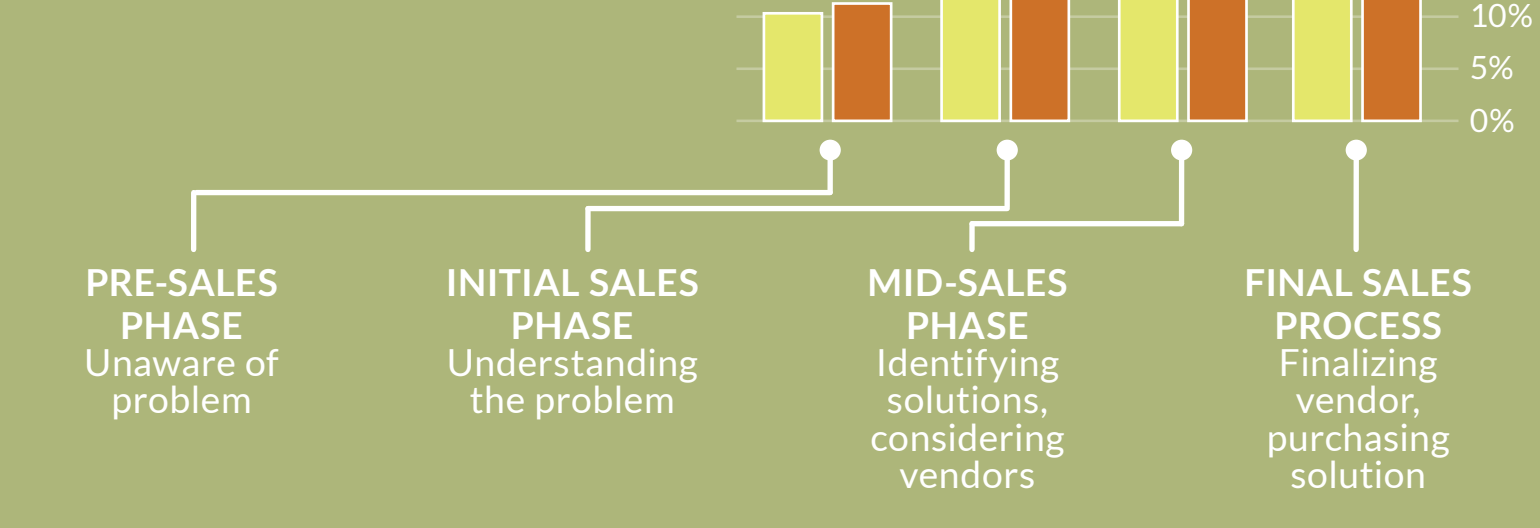 10%
5%
0%
PRE-SALES
PHASE
Unaware of
problem
INITIAL SALES
PHASE
Understanding
the problem
MID-SALES
PHASE
Identifying
solutions,
considering
vendors
FINAL SALES
PROCESS
Finalizing
vendor,
purchasing
solution